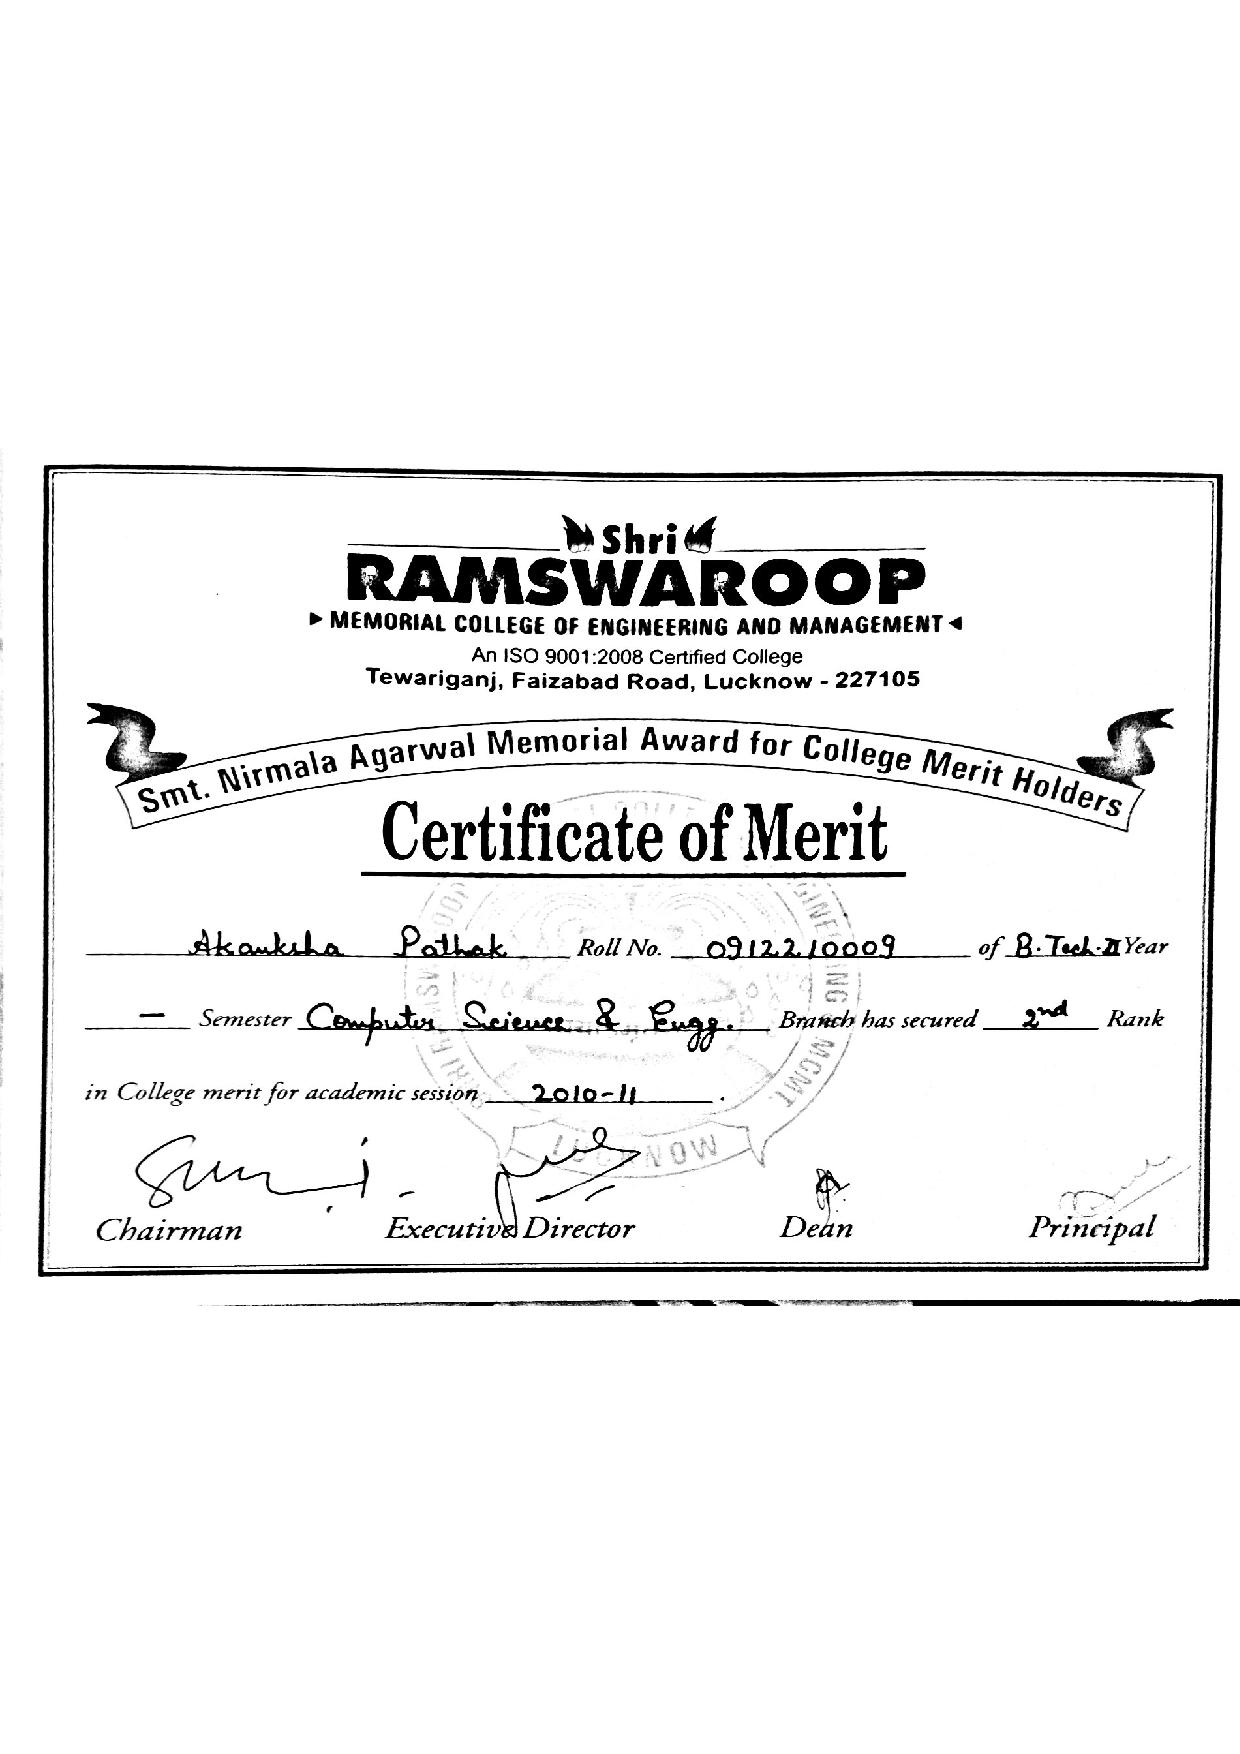 Shri
RAMSWAROOP
MEMORIAL COLLEGE OF ENGINEERING AND MANAGEMENT
An ISO 9001:2008 Certified College
Tewariganj, Faizabad Road, Lucknow - 227105
Smt. Nirmala Agarwal Memorial Award for College Merit Holders
Certificate of Merit
Akanksha Pathak Roll No. 0912210009 of B.Tech.II Year
— Semester Computer Science & Engg. Branch has secured 2nd Rank
in College merit for academic session 2010-11.
LUCKNOW
Chairman Executive Director Dean Principal